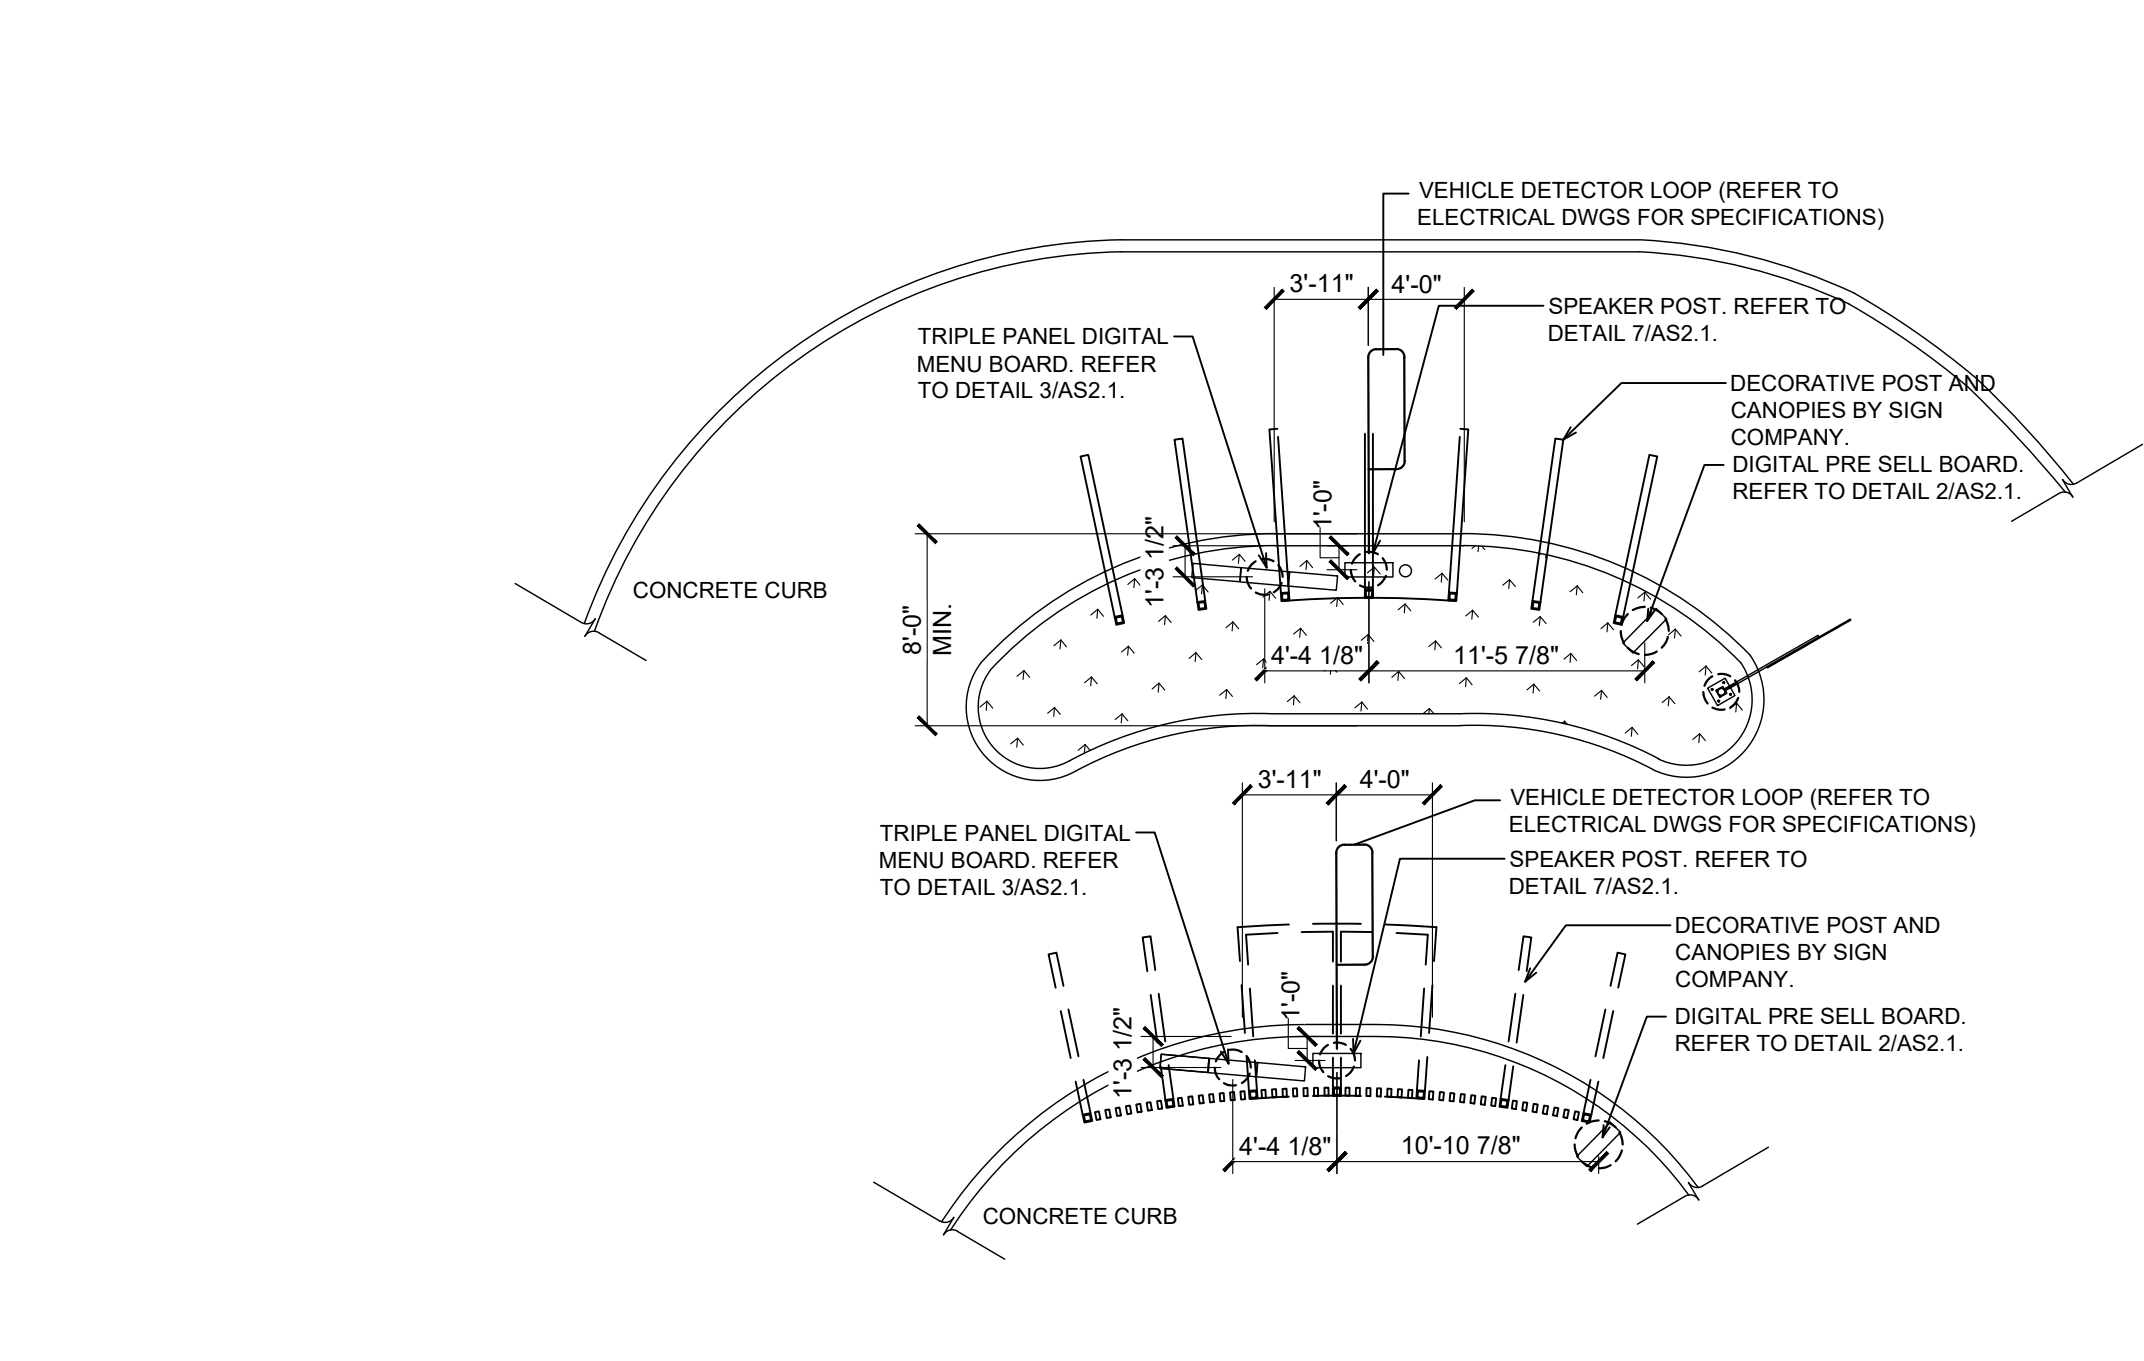 VEHICLE DETECTOR LOOP (REFER TO
ELECTRICAL DWGS FOR SPECIFICATIONS)
3'-11"
4'-0"
SPEAKER POST. REFER TO
DETAIL 7/AS2.1.
TRIPLE PANEL DIGITAL
MENU BOARD. REFER
TO DETAIL 3/AS2.1.
DECORATIVE POST AND
CANOPIES BY SIGN
COMPANY.
DIGITAL PRE SELL BOARD.
REFER TO DETAIL 2/AS2.1.
1'-0"
1'-3 1/2"
CONCRETE CURB
8'-0"
MIN.
4'-4 1/8"
11'-5 7/8"
3'-11"
4'-0"
VEHICLE DETECTOR LOOP (REFER TO
ELECTRICAL DWGS FOR SPECIFICATIONS)
TRIPLE PANEL DIGITAL
MENU BOARD. REFER
TO DETAIL 3/AS2.1.
SPEAKER POST. REFER TO
DETAIL 7/AS2.1.
DECORATIVE POST AND
CANOPIES BY SIGN
COMPANY.
1'-0"
1'-3 1/2"
DIGITAL PRE SELL BOARD.
REFER TO DETAIL 2/AS2.1.
4'-4 1/8"
10'-10 7/8"
CONCRETE CURB